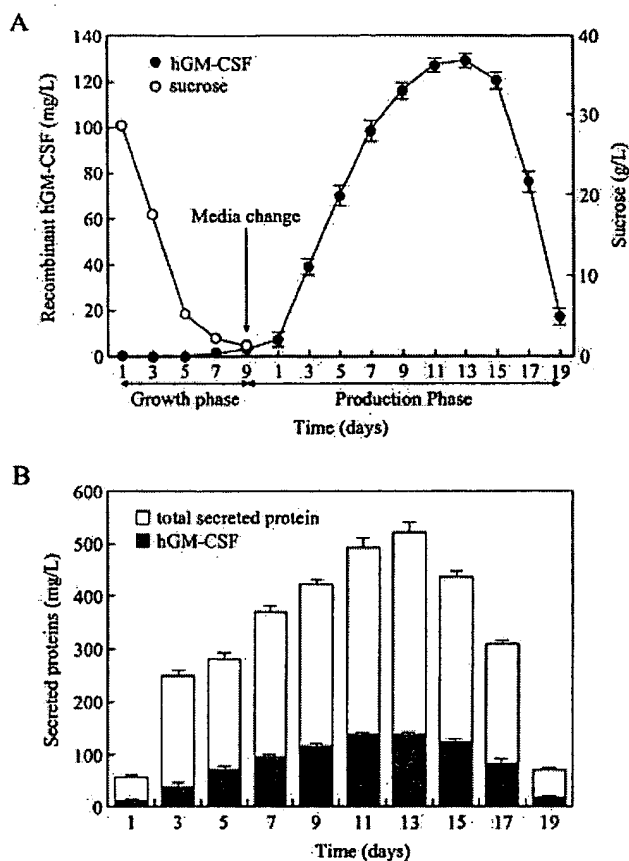 A
Recombinant hGM-CSF (mg/L)
140
120
100
80
60
40
20
0
hGM-CSF
sucrose
Media change
40
30
20
10
0
Sucrose (g/L)
1 3 5 7 9 1 3 5 7 9 11 13 15 17 19
Growth phase Production Phase
Time (days)
B
Secreted proteins (mg/L)
600
500
400
300
200
100
0
total secreted protein
hGM-CSF
1 3 5 7 9 11 13 15 17 19
Time (days)